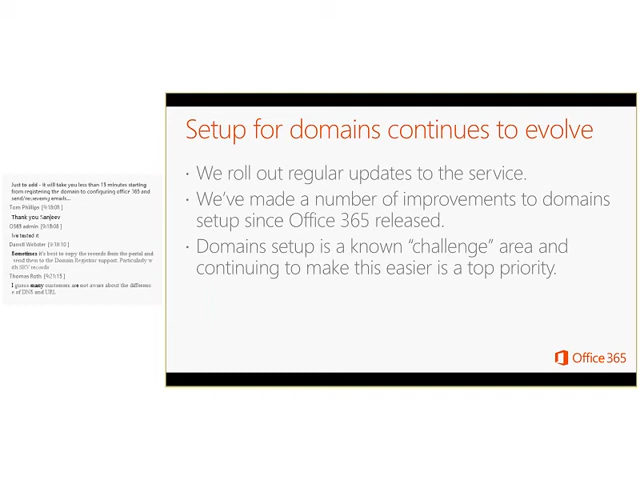 Just to add - it will take you less than 15 minutes starting
from registering the domain to configuring office 365 and
send/receiving emails...
Tom Phillips [9:18:08]
Thank you Sanjeev
O365 admin [9:18:08]
Ive tested it
Darrell Webster [9:18:10]
Sometimes it's best to copy the records from the portal and
send them to the Domain Registrar support. Particularly w
ith SRV records
Thomas Roth [9:21:15]
I guess many customers are not aware about the differenc
e of DNS and URL
Setup for domains continues to evolve
· We roll out regular updates to the service.
· We've made a number of improvements to domains
setup since Office 365 released.
· Domains setup is a known “challenge” area and
continuing to make this easier is a top priority.
Office 365